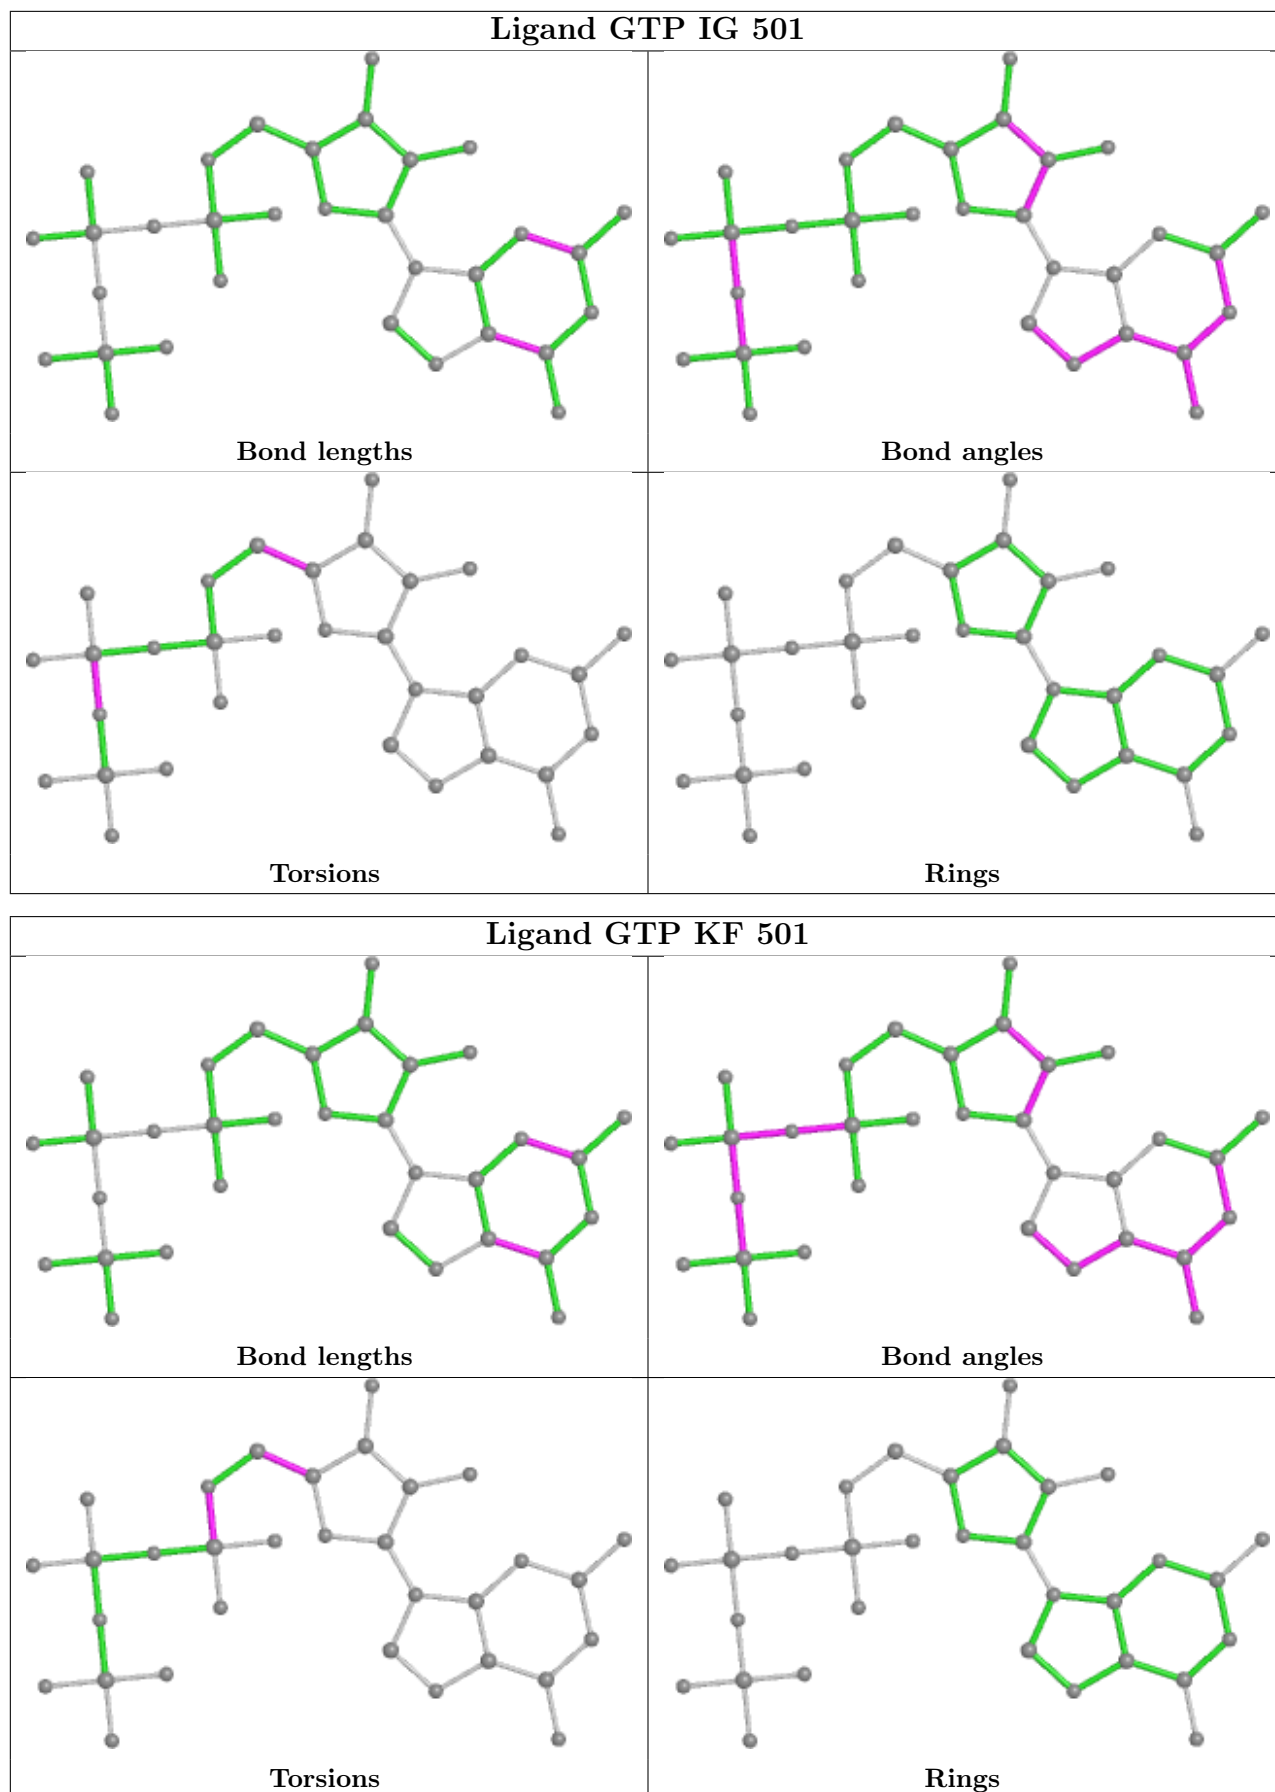 Ligand GTP IG 501
Bond lengths
Bond angles
Torsions
Rings
Ligand GTP KF 501
Bond lengths
Bond angles
Torsions
Rings